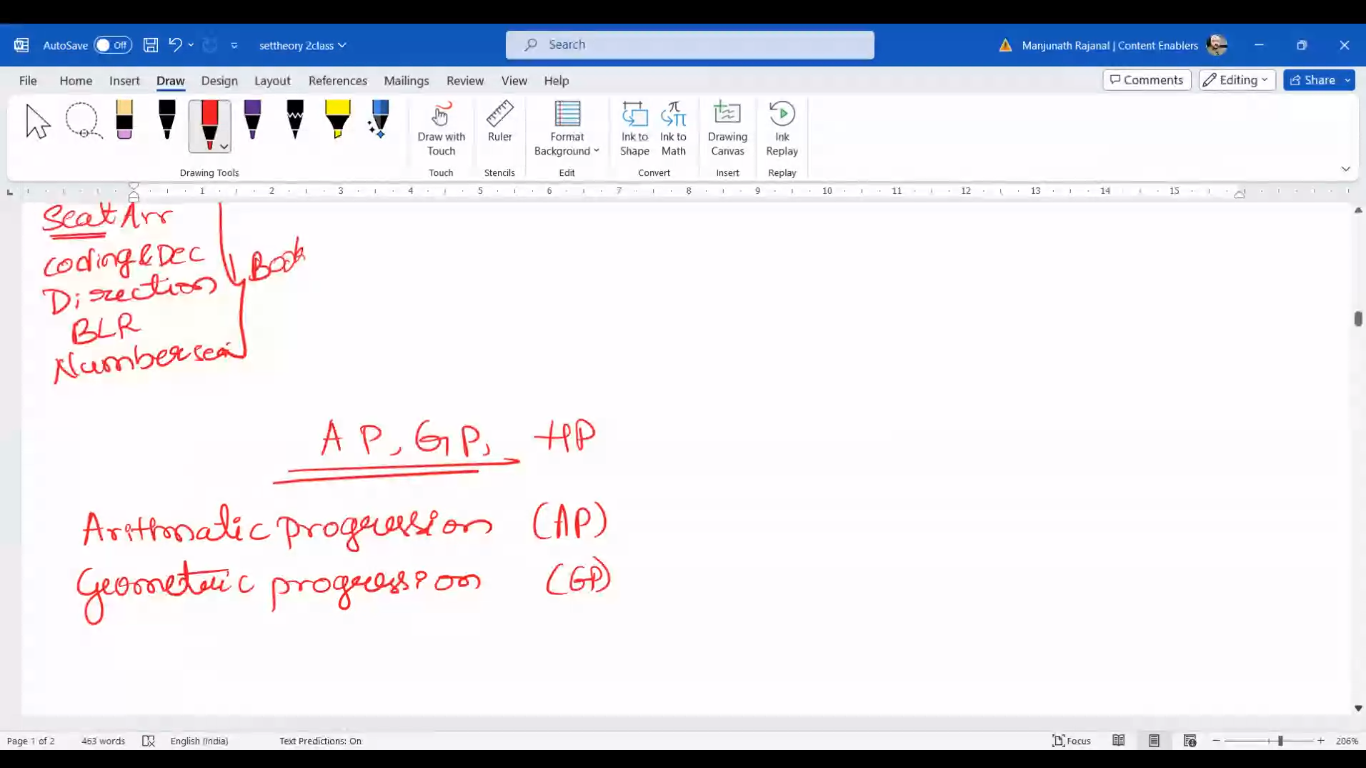 AutoSave Off settheory 2class Search Manjunath Rajanal | Content Enablers
File Home Insert Draw Design Layout References Mailings Review View Help Comments Editing Share
Draw with Touch Ruler Format Background Ink to Shape Ink to Math Drawing Canvas Ink Replay
Drawing Tools Touch Stencils Edit Convert Insert Replay
1 2 3 4 5 6 7 8 9 10 11 12 13 14 15
Seat Arr
Coding & Dec
Book
Direction
BLR
Number
AP, GP, HP
Arithmatic progression (AP)
Geometric progression (GP)
Page 1 of 2 463 words English (India) Text Predictions: On Focus 206%